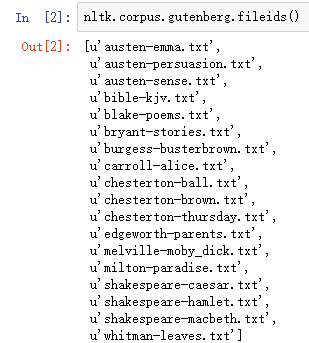 In [2]: nltk.corpus.gutenberg.fileids()
Out[2]: [u'austen-emma.txt',
u'austen-persuasion.txt',
u'austen-sense.txt',
u'bible-kjv.txt',
u'blake-poems.txt',
u'bryant-stories.txt',
u'burgess-busterbrown.txt',
u'carroll-alice.txt',
u'chesterton-ball.txt',
u'chesterton-brown.txt',
u'chesterton-thursday.txt',
u'edgeworth-parents.txt',
u'melville-moby_dick.txt',
u'milton-paradise.txt',
u'shakespeare-caesar.txt',
u'shakespeare-hamlet.txt',
u'shakespeare-macbeth.txt',
u'whitman-leaves.txt']